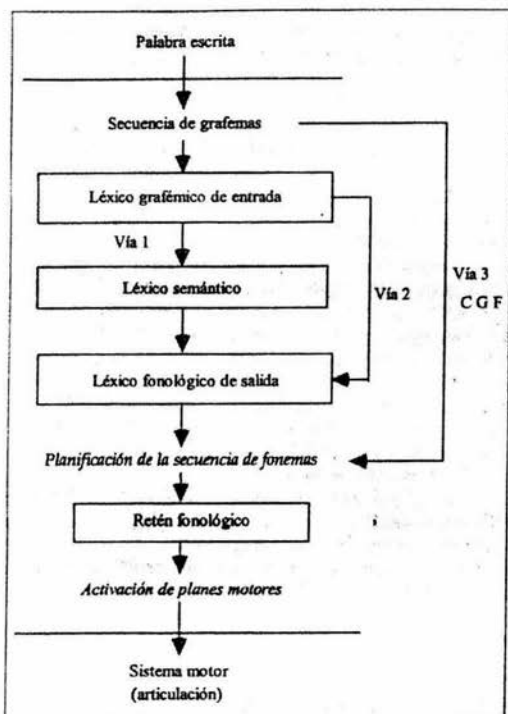 Palabra escrita
Secuencia de grafemas
Léxico grafémico de entrada
Vía 1
Vía 2
Vía 3
C G F
Léxico semántico
Léxico fonológico de salida
Planificación de la secuencia de fonemas
Retén fonológico
Activación de planes motores
Sistema motor
(articulación)